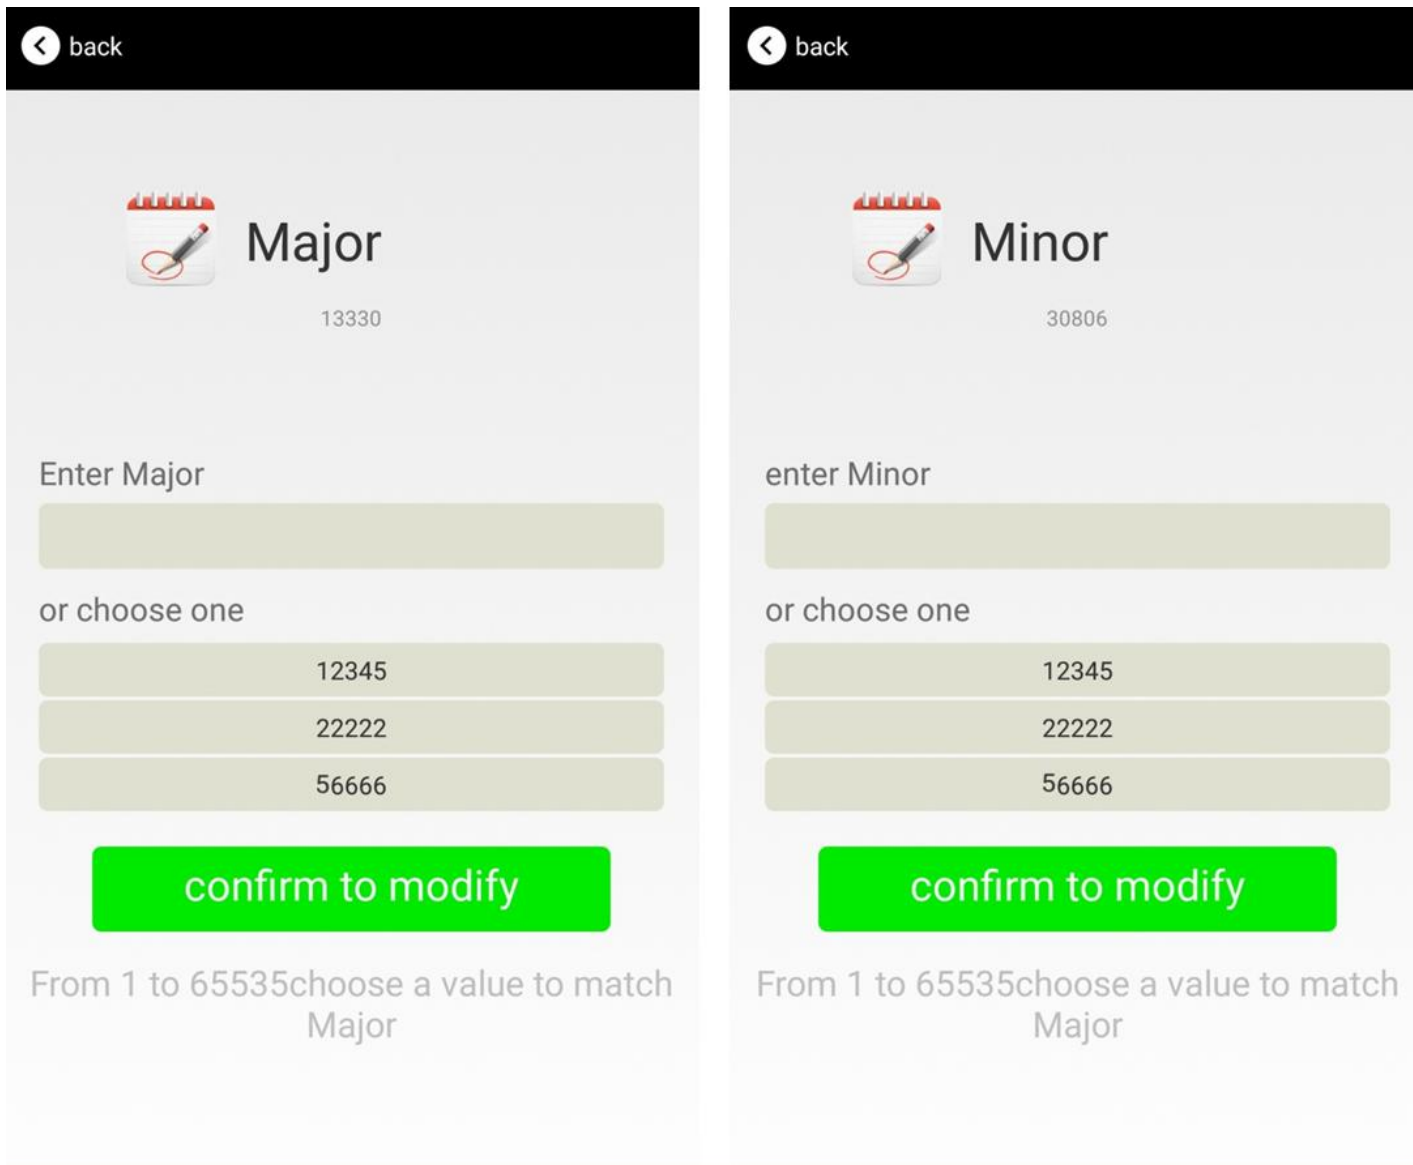 back
Major
13330
Enter Major
or choose one
12345
22222
56666
confirm to modify
From 1 to 65535choose a value to match
Major
back
Minor
30806
enter Minor
or choose one
12345
22222
56666
confirm to modify
From 1 to 65535choose a value to match
Major